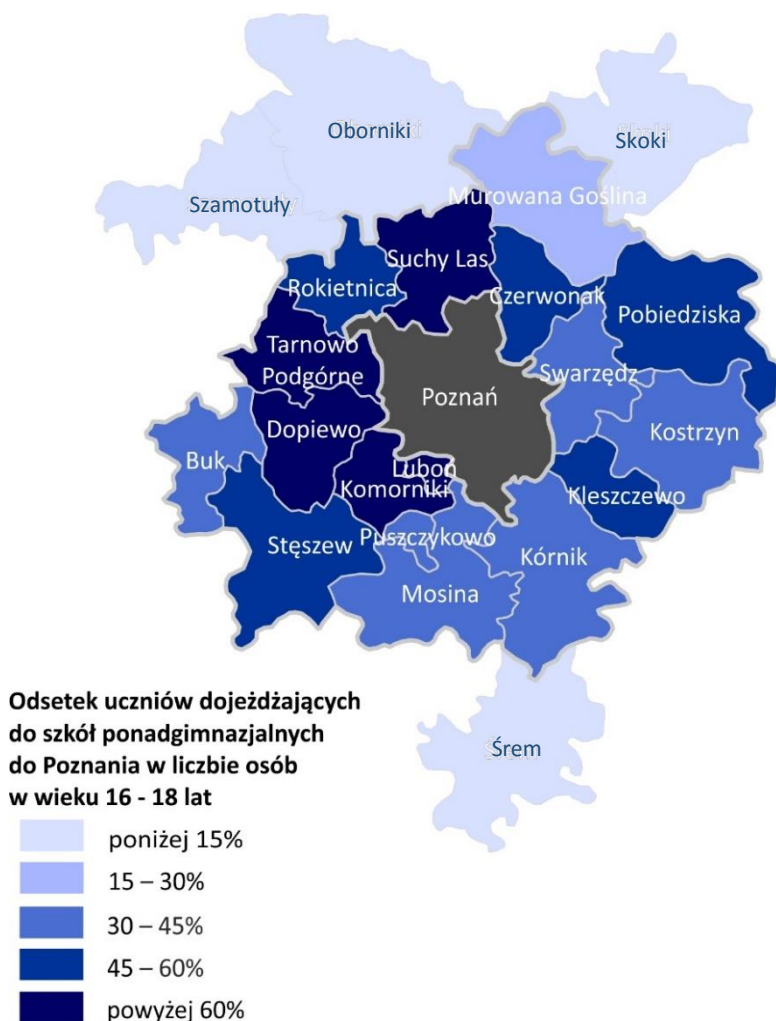 Oborniki
Skoki
Szamotuły
Murowana Goślina
Suchy Las
Rokietnica
Czerwonak
Pobiedziska
Tarnowo
Podgórne
Swarzędz
Poznań
Kostrzyn
Dopiewo
Buk
Luboń
Komorniki
Kleszczewo
Puszczykowo
Stęszew
Kórnik
Mosina
Śrem
Odsetek uczniów dojeżdżających
do szkół ponadgimnazjalnych
do Poznania w liczbie osób
w wieku 16 - 18 lat
poniżej 15%
15 – 30%
30 – 45%
45 – 60%
powyżej 60%